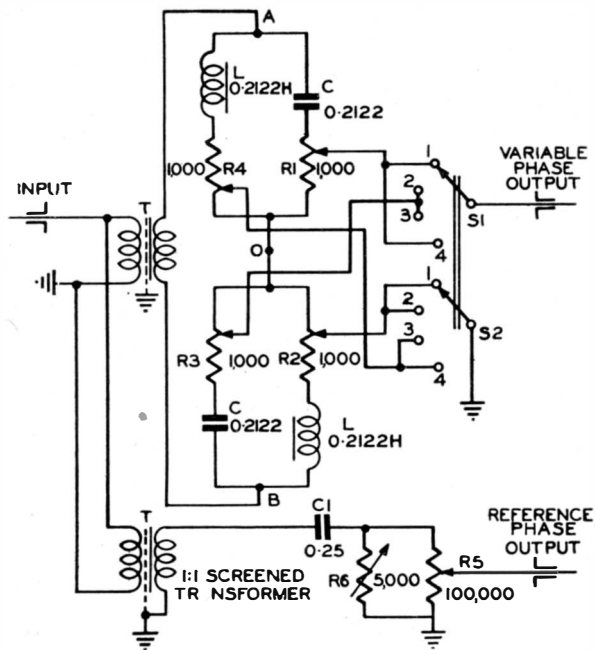 A
L
0·2122H
C
0·2122
1,000
R4
R1
1,000
1
2
3
4
S1
VARIABLE
PHASE
OUTPUT
INPUT
T
O
1
2
3
4
S2
R3
1,000
R2
1,000
C
0·2122
L
0·2122H
B
T
C1
0·25
1:1 SCREENED
TR NSFORMER
R6
5,000
R5
100,000
REFERENCE
PHASE
OUTPUT